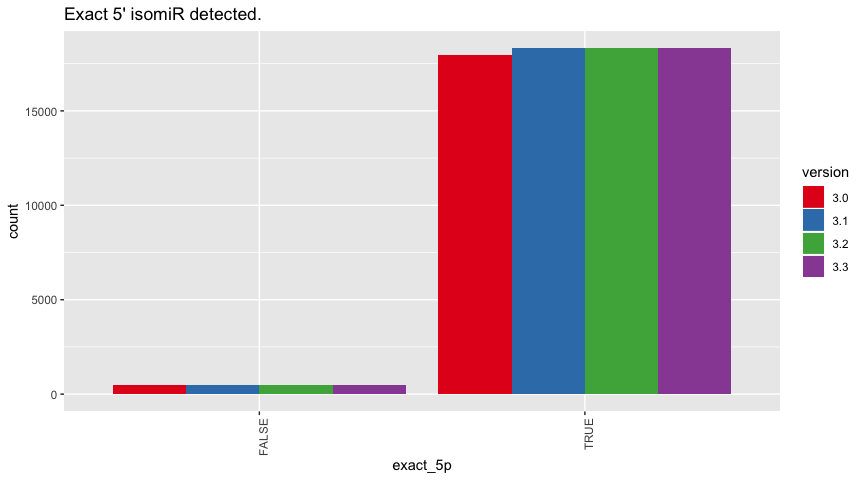 Exact 5' isomiR detected.
count
15000
10000
5000
0
FALSE
TRUE
exact_5p
version
3.0
3.1
3.2
3.3